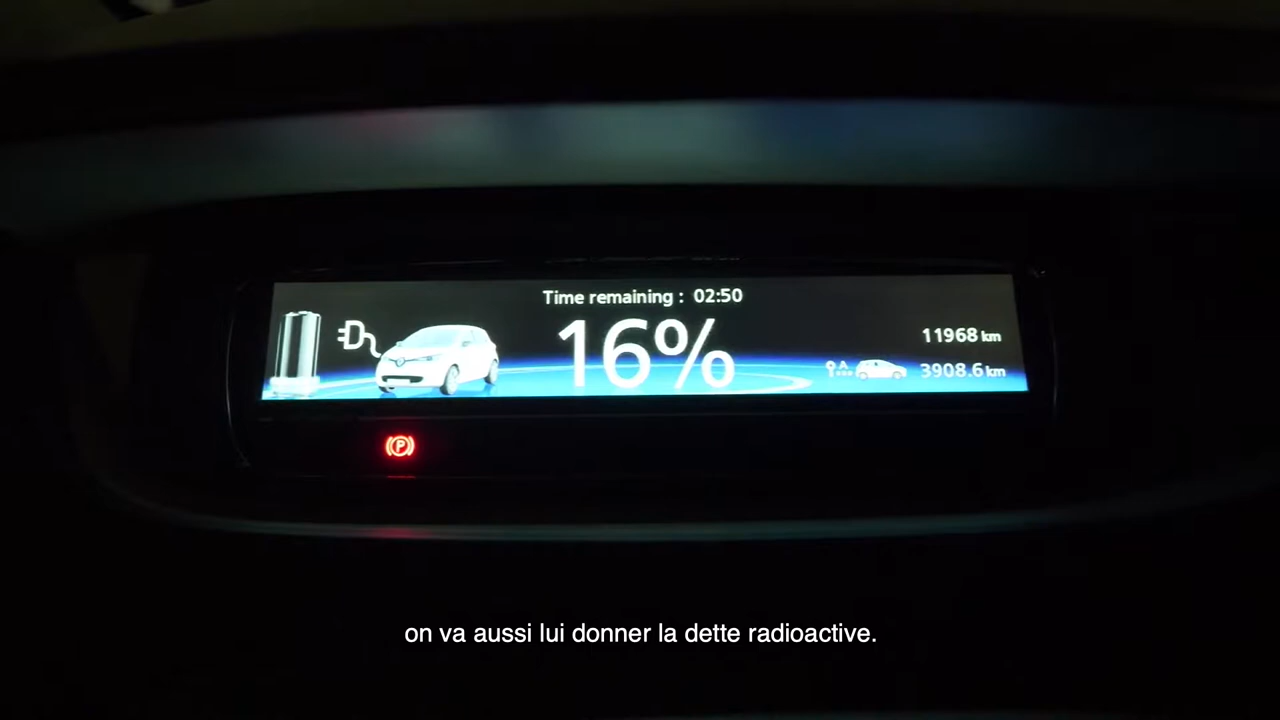 Time remaining : 02:50
16%
11968 km
A
3908.6 km
P
on va aussi lui donner la dette radioactive.